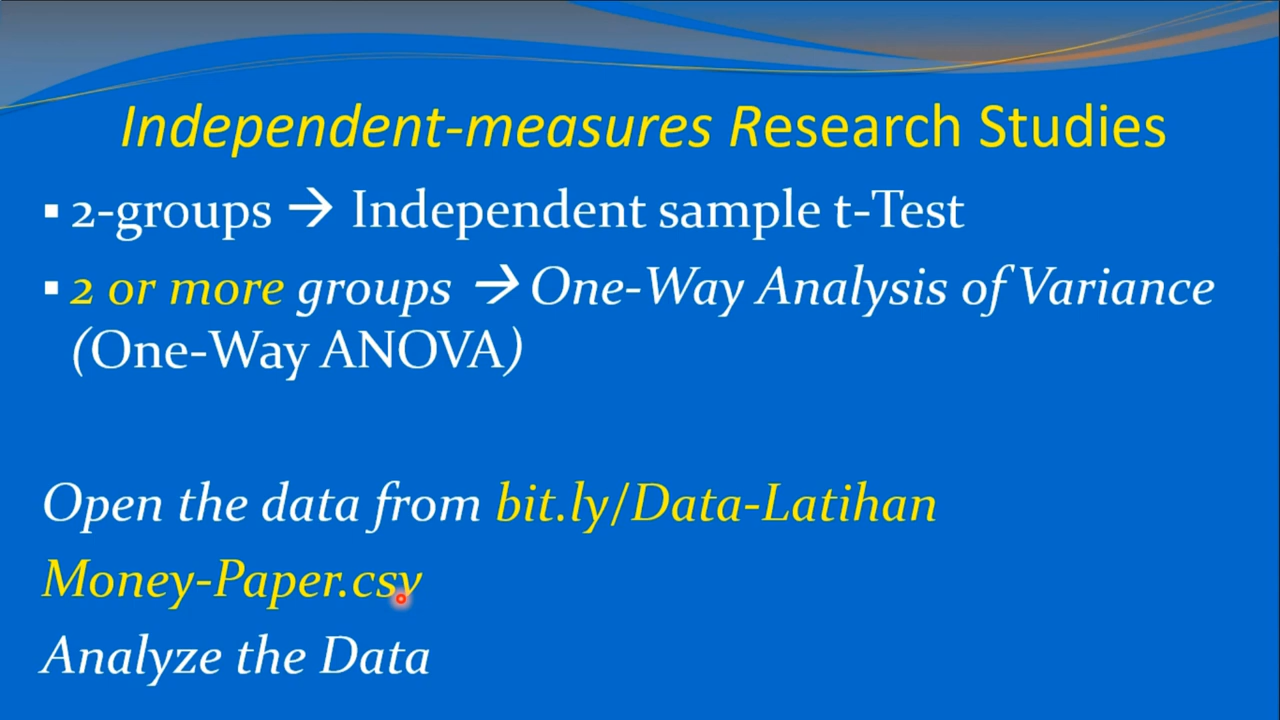 Independent-measures Research Studies
▪ 2-groups → Independent sample t-Test
▪ 2 or more groups → One-Way Analysis of Variance
(One-Way ANOVA)
Open the data from bit.ly/Data-Latihan
Money-Paper.csv
Analyze the Data